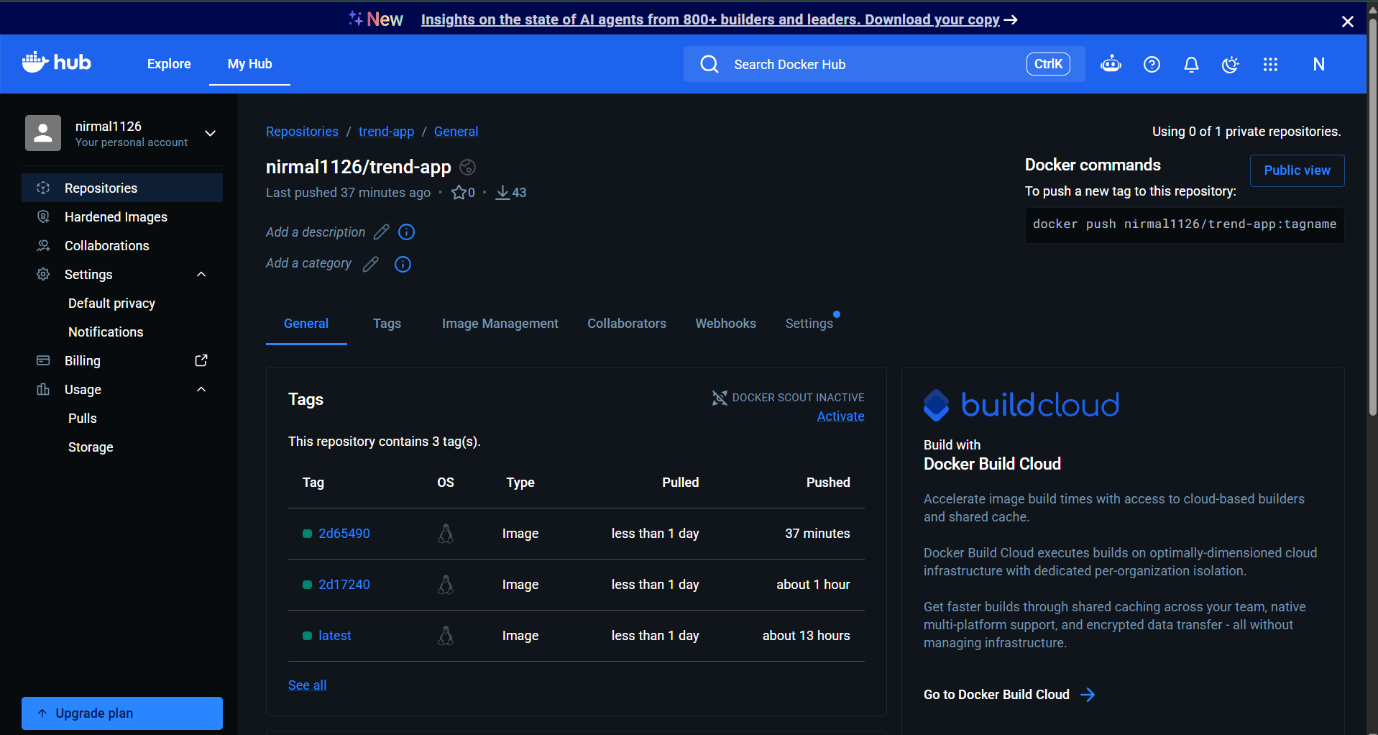 New Insights on the state of AI agents from 800+ builders and leaders. Download your copy →
hub
Explore
My Hub
Search Docker Hub
CtrlK
N
nirmal1126
Your personal account
Repositories
Hardened Images
Collaborations
Settings
Default privacy
Notifications
Billing
Usage
Pulls
Storage
Upgrade plan
Repositories / trend-app / General
Using 0 of 1 private repositories.
nirmal1126/trend-app
Last pushed 37 minutes ago • 0 • 43
Add a description
Add a category
Docker commands
Public view
To push a new tag to this repository:
docker push nirmal1126/trend-app:tagname
General Tags Image Management Collaborators Webhooks Settings
Tags
DOCKER SCOUT INACTIVE
Activate
This repository contains 3 tag(s).
Tag OS Type Pulled Pushed
2d65490 Image less than 1 day 37 minutes
2d17240 Image less than 1 day about 1 hour
latest Image less than 1 day about 13 hours
See all
buildcloud
Build with
Docker Build Cloud
Accelerate image build times with access to cloud-based builders
and shared cache.
Docker Build Cloud executes builds on optimally-dimensioned cloud
infrastructure with dedicated per-organization isolation.
Get faster builds through shared caching across your team, native
multi-platform support, and encrypted data transfer - all without
managing infrastructure.
Go to Docker Build Cloud →